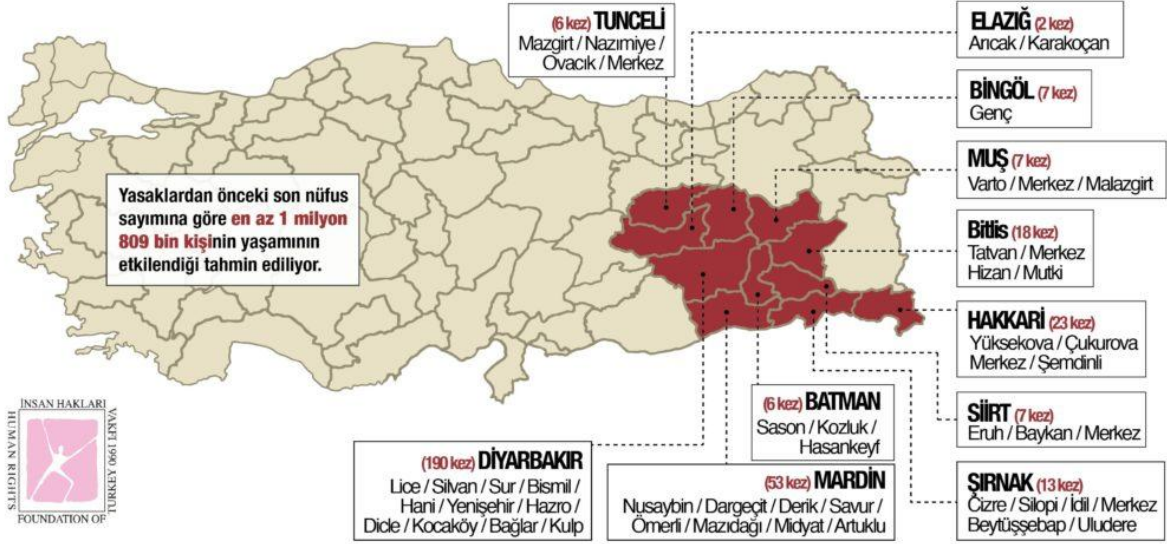 (6 kez) TUNCELİ
Mazgirt / Nazımiye /
Ovacık / Merkez
ELAZIĞ (2 kez)
Arıcak / Karakoçan
BİNGÖL (7 kez)
Genç
MUŞ (7 kez)
Varto / Merkez / Malazgirt
Bitlis (18 kez)
Tatvan / Merkez
Hizan / Mutki
HAKKARİ (23 kez)
Yüksekova / Çukurova
Merkez / Şemdinli
SİİRT (7 kez)
Eruh / Baykan / Merkez
ŞIRNAK (13 kez)
Cizre / Silopi / İdil / Merkez
Beytüşşebap / Uludere
(6 kez) BATMAN
Sason / Kozluk /
Hasankeyf
(53 kez) MARDİN
Nusaybin / Dargeçit / Derik / Savur /
Ömerli / Mazıdağı / Midyat / Artuklu
(190 kez) DİYARBAKIR
Lice / Silvan / Sur / Bismil /
Hani / Yenişehir / Hazro /
Dicle / Kocaköy / Bağlar / Kulp
Yasaklardan önceki son nüfus
sayımına göre en az 1 milyon
809 bin kişinin yaşamının
etkilendiği tahmin ediliyor.
İNSAN HAKLARI
VAKFI 1990 TURKEY
HUMAN RIGHTS
FOUNDATION OF